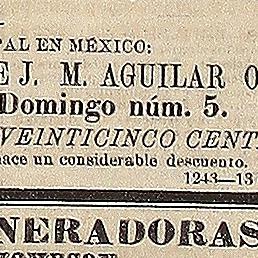 PAL EN MÉXICO:
E J. M. AGUILAR O
Domingo núm. 5.
VEINTICINCO CENT
hace un considerable descuento.
1243—13
NERADORAS